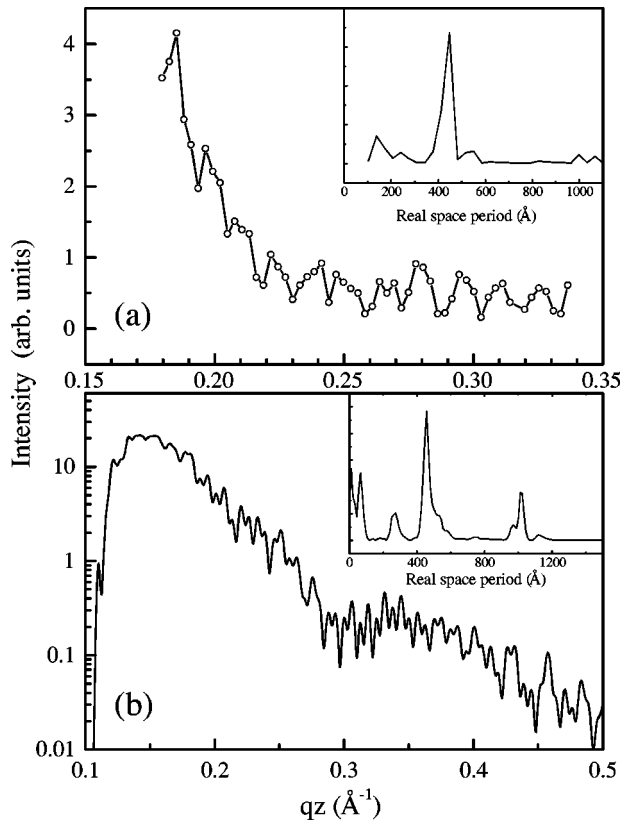 4
3
2
1
0
(a)
0 200 400 600 800 1000
Real space period (Å)
0.15 0.20 0.25 0.30 0.35
Intensity (arb. units)
10
1
0.1
0.01
(b)
0 400 800 1200
Real space period (Å)
0.1 0.2 0.3 0.4 0.5
qz (Å⁻¹)